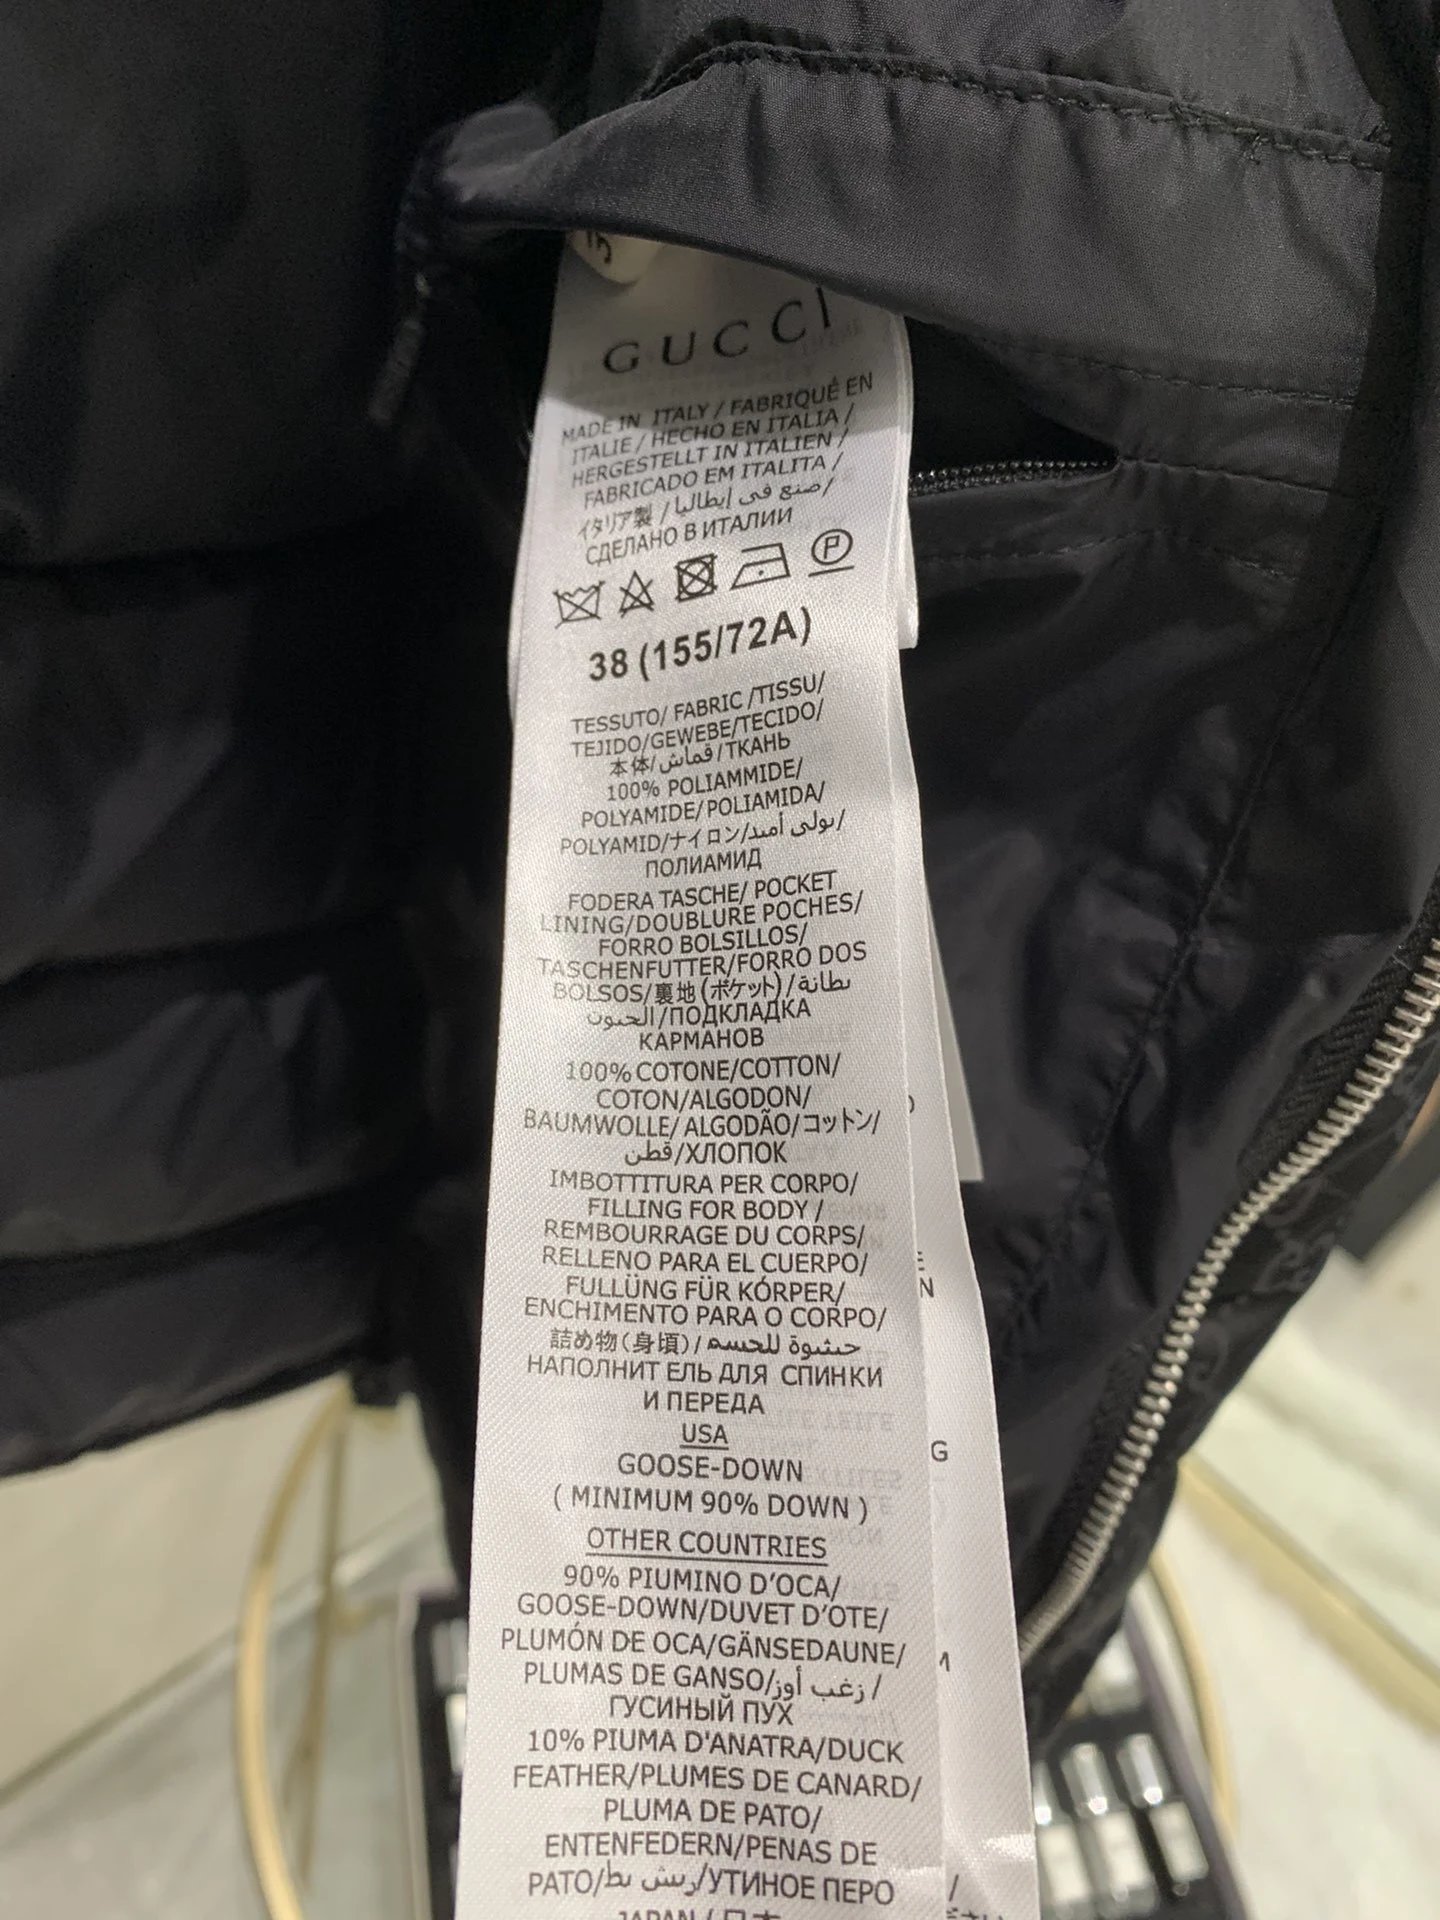 GUCCI
MADE IN ITALY / FABRIQUÉ EN
ITALIE / HECHO EN ITALIA /
HERGESTELLT IN ITALIEN /
FABRICADO EM ITALITA /
イタリア製 / صنع في إيطاليا /
СДЕЛАНО В ИТАЛИИ
P
38 (155/72A)
TESSUTO/ FABRIC /TISSU/
TEJIDO/GEWEBE/TECIDO/
本体/قماش/ТКАНЬ
100% POLIAMMIDE/
POLYAMIDE/POLIAMIDA/
POLYAMID/ナイロン/بولي أميد/
ПОЛИАМИД
FODERA TASCHE/ POCKET
LINING/DOUBLURE POCHES/
FORRO BOLSILLOS/
TASCHENFUTTER/FORRO DOS
BOLSOS/裏地(ポケット)/بطانة
الجيوب/ПОДКЛАДКА
КАРМАНОВ
100% COTONE/COTTON/
COTON/ALGODON/
BAUMWOLLE/ ALGODÃO/コットン/
قطن/ХЛОПОК
IMBOTTITURA PER CORPO/
FILLING FOR BODY /
REMBOURRAGE DU CORPS/
RELLENO PARA EL CUERPO/
FULLÜNG FÜR KÓRPER/
ENCHIMENTO PARA O CORPO/
詰め物(身頃)/حشوة للجسم
НАПОЛНИТ ЕЛЬ ДЛЯ СПИНКИ
И ПЕРЕДА
USA
GOOSE-DOWN
( MINIMUM 90% DOWN )
OTHER COUNTRIES
90% PIUMINO D'OCA/
GOOSE-DOWN/DUVET D'OTE/
PLUMÓN DE OCA/GÄNSEDAUNE/
PLUMAS DE GANSO/زغب أوز/
ГУСИНЫЙ ПУХ
10% PIUMA D'ANATRA/DUCK
FEATHER/PLUMES DE CANARD/
PLUMA DE PATO/
ENTENFEDERN/PENAS DE
PATO/ريش بط/УТИНОЕ ПЕРО
JAPAN / 日本